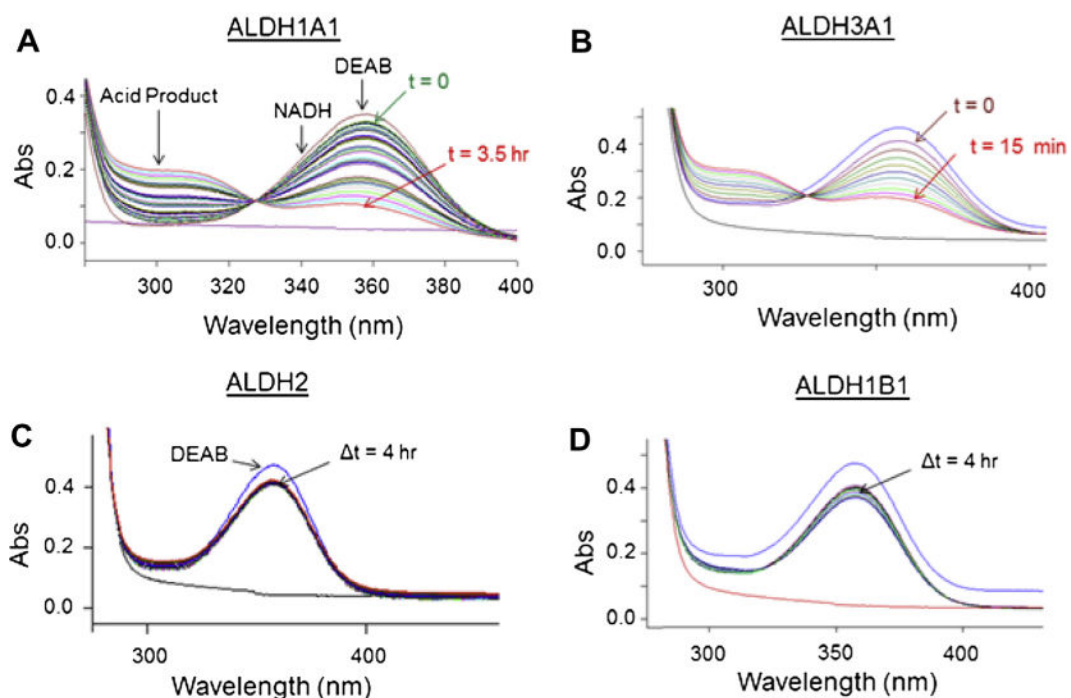 A
ALDH1A1
Abs
0.4
0.2
0.0
Acid Product
NADH
DEAB
t = 0
t = 3.5 hr
300
320
340
360
380
400
Wavelength (nm)
B
ALDH3A1
Abs
0.4
0.2
0.0
t = 0
t = 15 min
300
400
Wavelength (nm)
C
ALDH2
Abs
0.4
0.2
0.0
DEAB
Δt = 4 hr
300
400
Wavelength (nm)
D
ALDH1B1
Abs
0.4
0.2
0.0
Δt = 4 hr
300
350
400
Wavelength (nm)